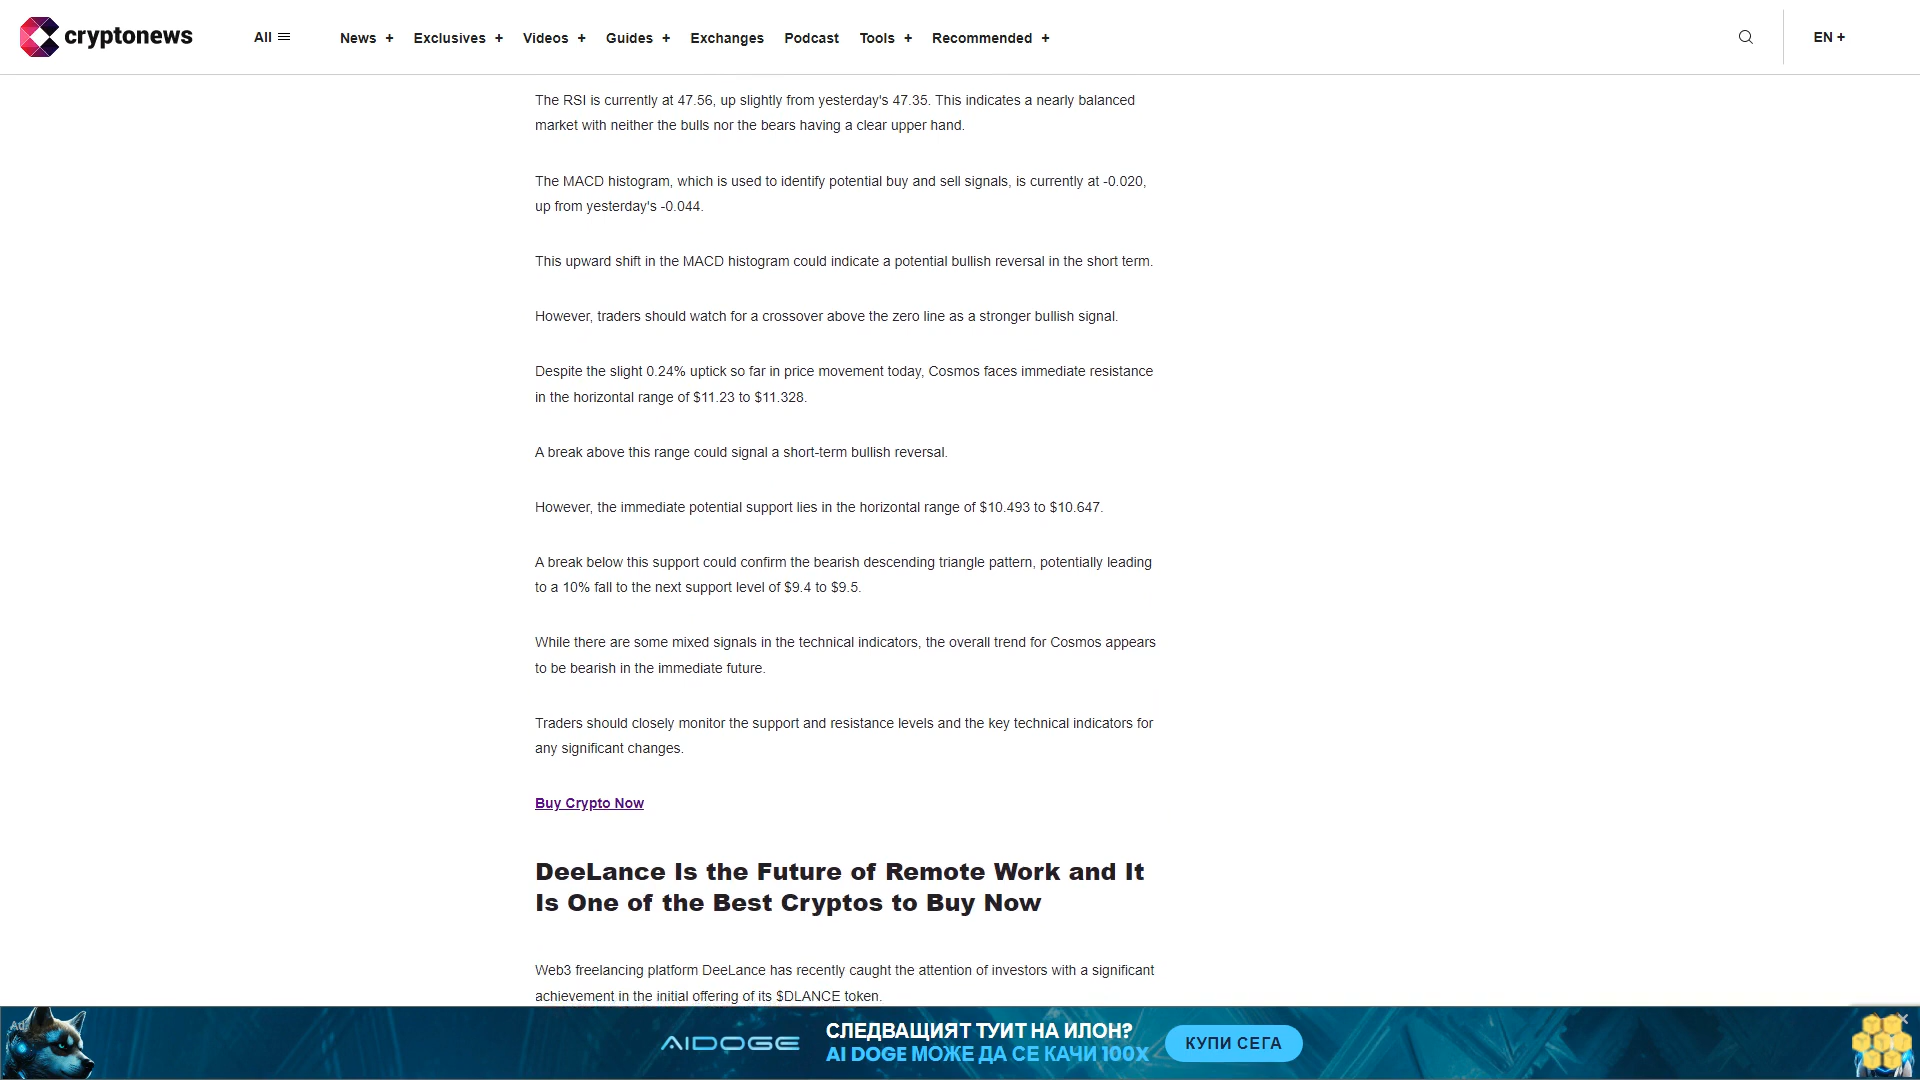 cryptonews
All
News +
Exclusives +
Videos +
Guides +
Exchanges
Podcast
Tools +
Recommended +
EN +
The RSI is currently at 47.56, up slightly from yesterday's 47.35. This indicates a nearly balanced
market with neither the bulls nor the bears having a clear upper hand.
The MACD histogram, which is used to identify potential buy and sell signals, is currently at -0.020,
up from yesterday's -0.044.
This upward shift in the MACD histogram could indicate a potential bullish reversal in the short term.
However, traders should watch for a crossover above the zero line as a stronger bullish signal.
Despite the slight 0.24% uptick so far in price movement today, Cosmos faces immediate resistance
in the horizontal range of $11.23 to $11.328.
A break above this range could signal a short-term bullish reversal.
However, the immediate potential support lies in the horizontal range of $10.493 to $10.647.
A break below this support could confirm the bearish descending triangle pattern, potentially leading
to a 10% fall to the next support level of $9.4 to $9.5.
While there are some mixed signals in the technical indicators, the overall trend for Cosmos appears
to be bearish in the immediate future.
Traders should closely monitor the support and resistance levels and the key technical indicators for
any significant changes.
Buy Crypto Now
DeeLance Is the Future of Remote Work and It
Is One of the Best Cryptos to Buy Now
Web3 freelancing platform DeeLance has recently caught the attention of investors with a significant
achievement in the initial offering of its $DLANCE token.
Ad
AIDOGE
СЛЕДВАЩИЯТ ТУИТ НА ИЛОН?
AI DOGE МОЖЕ ДА СЕ КАЧИ 100X
КУПИ СЕГА